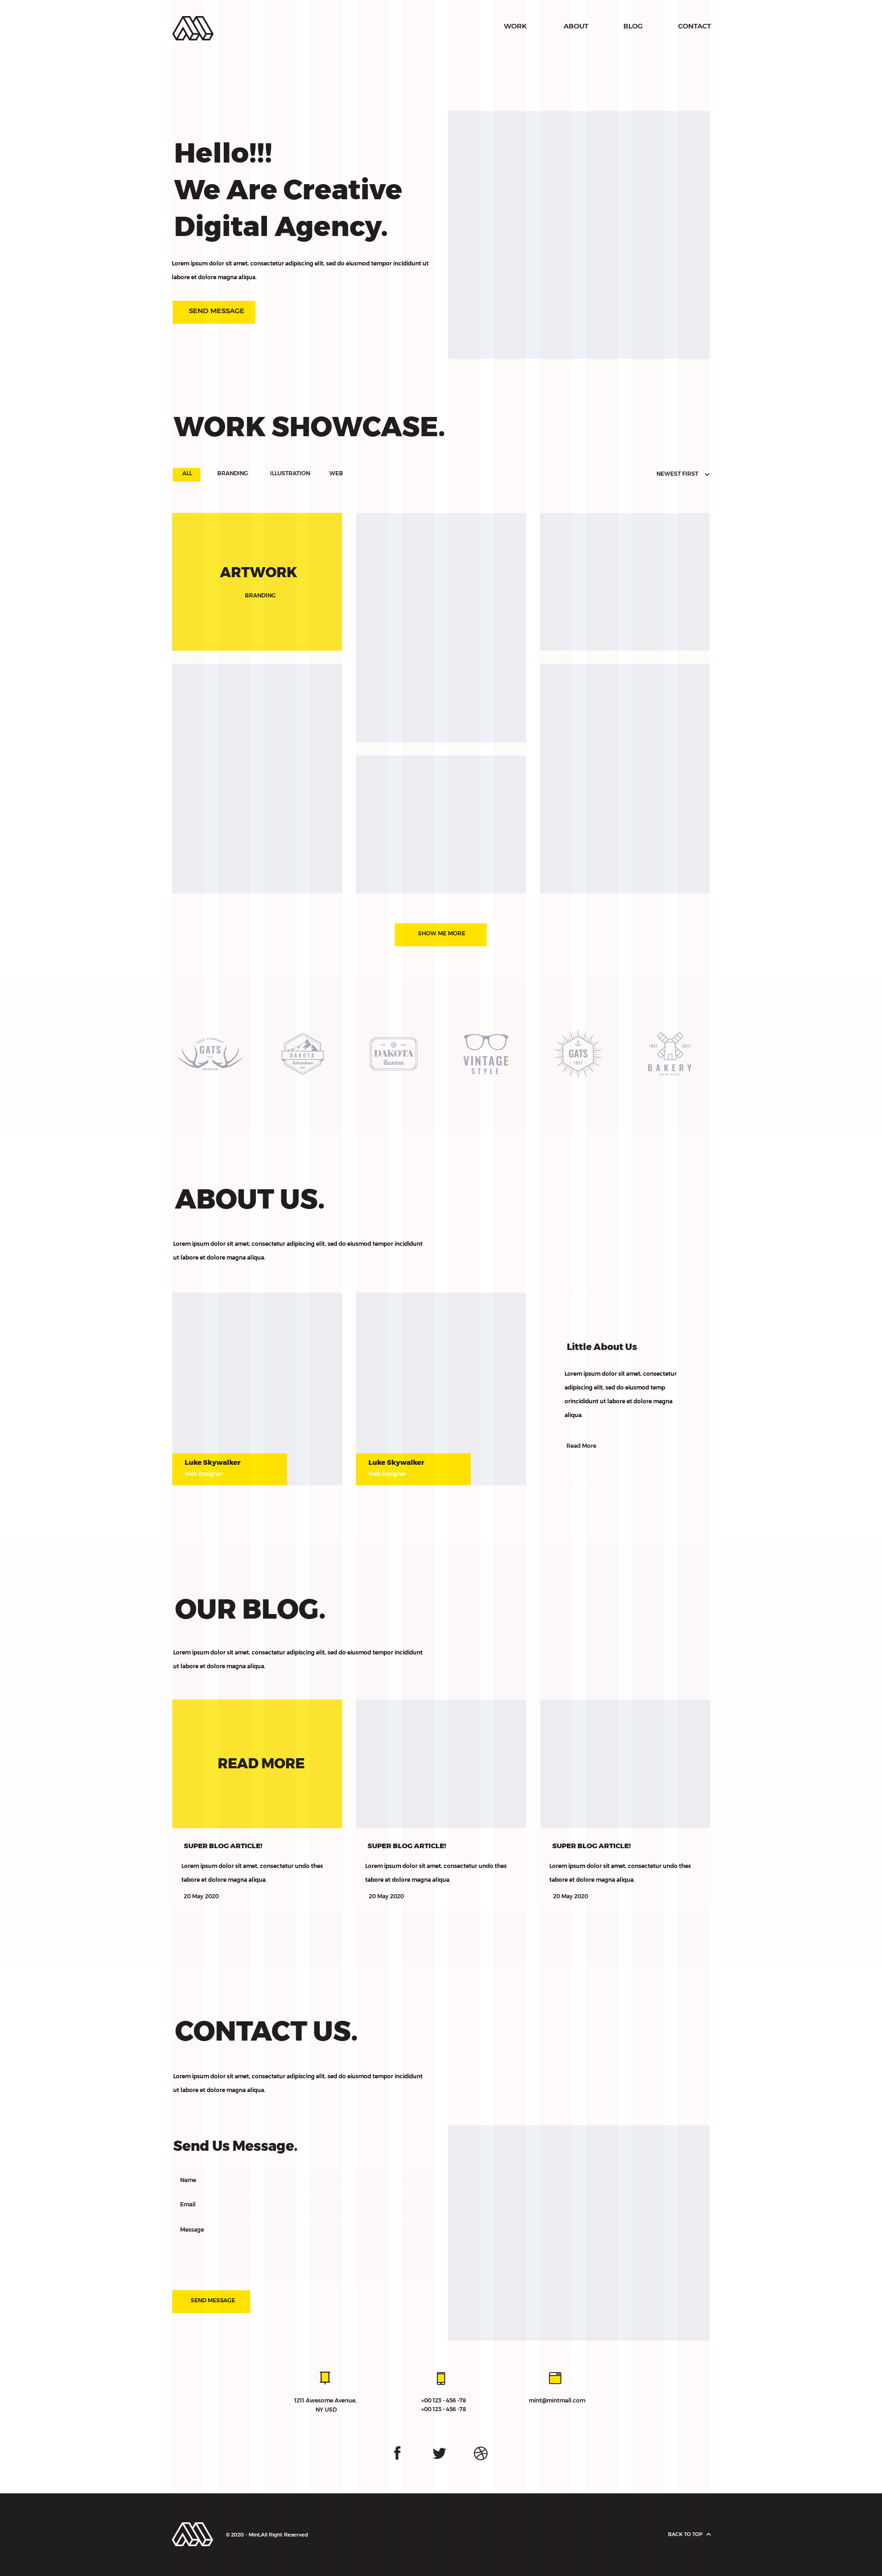 WORK ABOUT BLOG CONTACT
Hello!!!
We Are Creative
Digital Agency.
Lorem ipsum dolor sit amet, consectetur adipiscing elit, sed do eiusmod tempor incididunt ut
labore et dolore magna aliqua.
SEND MESSAGE
WORK SHOWCASE.
ALL BRANDING ILLUSTRATION WEB NEWEST FIRST
ARTWORK
BRANDING
SHOW ME MORE
GATS
DAKOTA
Adventure
DAKOTA
Baston
VINTAGE
STYLE
GATS
1957
1957 2011
BAKERY
ABOUT US.
Lorem ipsum dolor sit amet, consectetur adipiscing elit, sed do eiusmod tempor incididunt
ut labore et dolore magna aliqua.
Luke Skywalker
Web Designer
Luke Skywalker
Web Designer
Little About Us
Lorem ipsum dolor sit amet, consectetur
adipiscing elit, sed do eiusmod temp
orincididunt ut labore et dolore magna
aliqua.
Read More
OUR BLOG.
Lorem ipsum dolor sit amet, consectetur adipiscing elit, sed do eiusmod tempor incididunt
ut labore et dolore magna aliqua.
READ MORE
SUPER BLOG ARTICLE!
Lorem ipsum dolor sit amet, consectetur undo thes
tabore et dolore magna aliqua.
20 May 2020
SUPER BLOG ARTICLE!
Lorem ipsum dolor sit amet, consectetur undo thes
tabore et dolore magna aliqua.
20 May 2020
SUPER BLOG ARTICLE!
Lorem ipsum dolor sit amet, consectetur undo thes
tabore et dolore magna aliqua.
20 May 2020
CONTACT US.
Lorem ipsum dolor sit amet, consectetur adipiscing elit, sed do eiusmod tempor incididunt
ut labore et dolore magna aliqua.
Send Us Message.
Name
Email
Message
SEND MESSAGE
1211 Awesome Avenue,
NY USD
+00 123 - 456 -78
+00 123 - 456 -78
mint@mintmail.com
© 2020 - Mint,All Right Reserved
BACK TO TOP